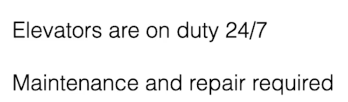 Elevators are on duty 24/7
Maintenance and repair required